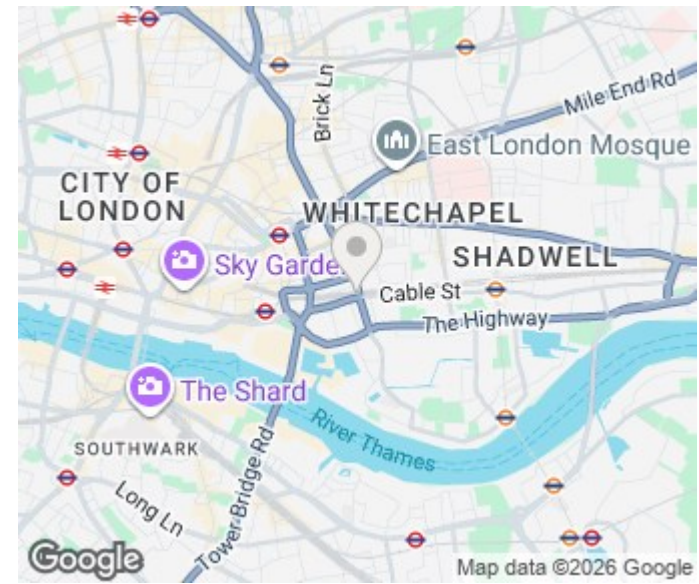 Brick Ln
Mile End Rd
East London Mosque
CITY OF
LONDON
WHITECHAPEL
SHADWELL
Sky Garden
Cable St
The Highway
The Shard
River Thames
SOUTHWARK
Tower Bridge Rd
Long Ln
Google
Map data ©2026 Google